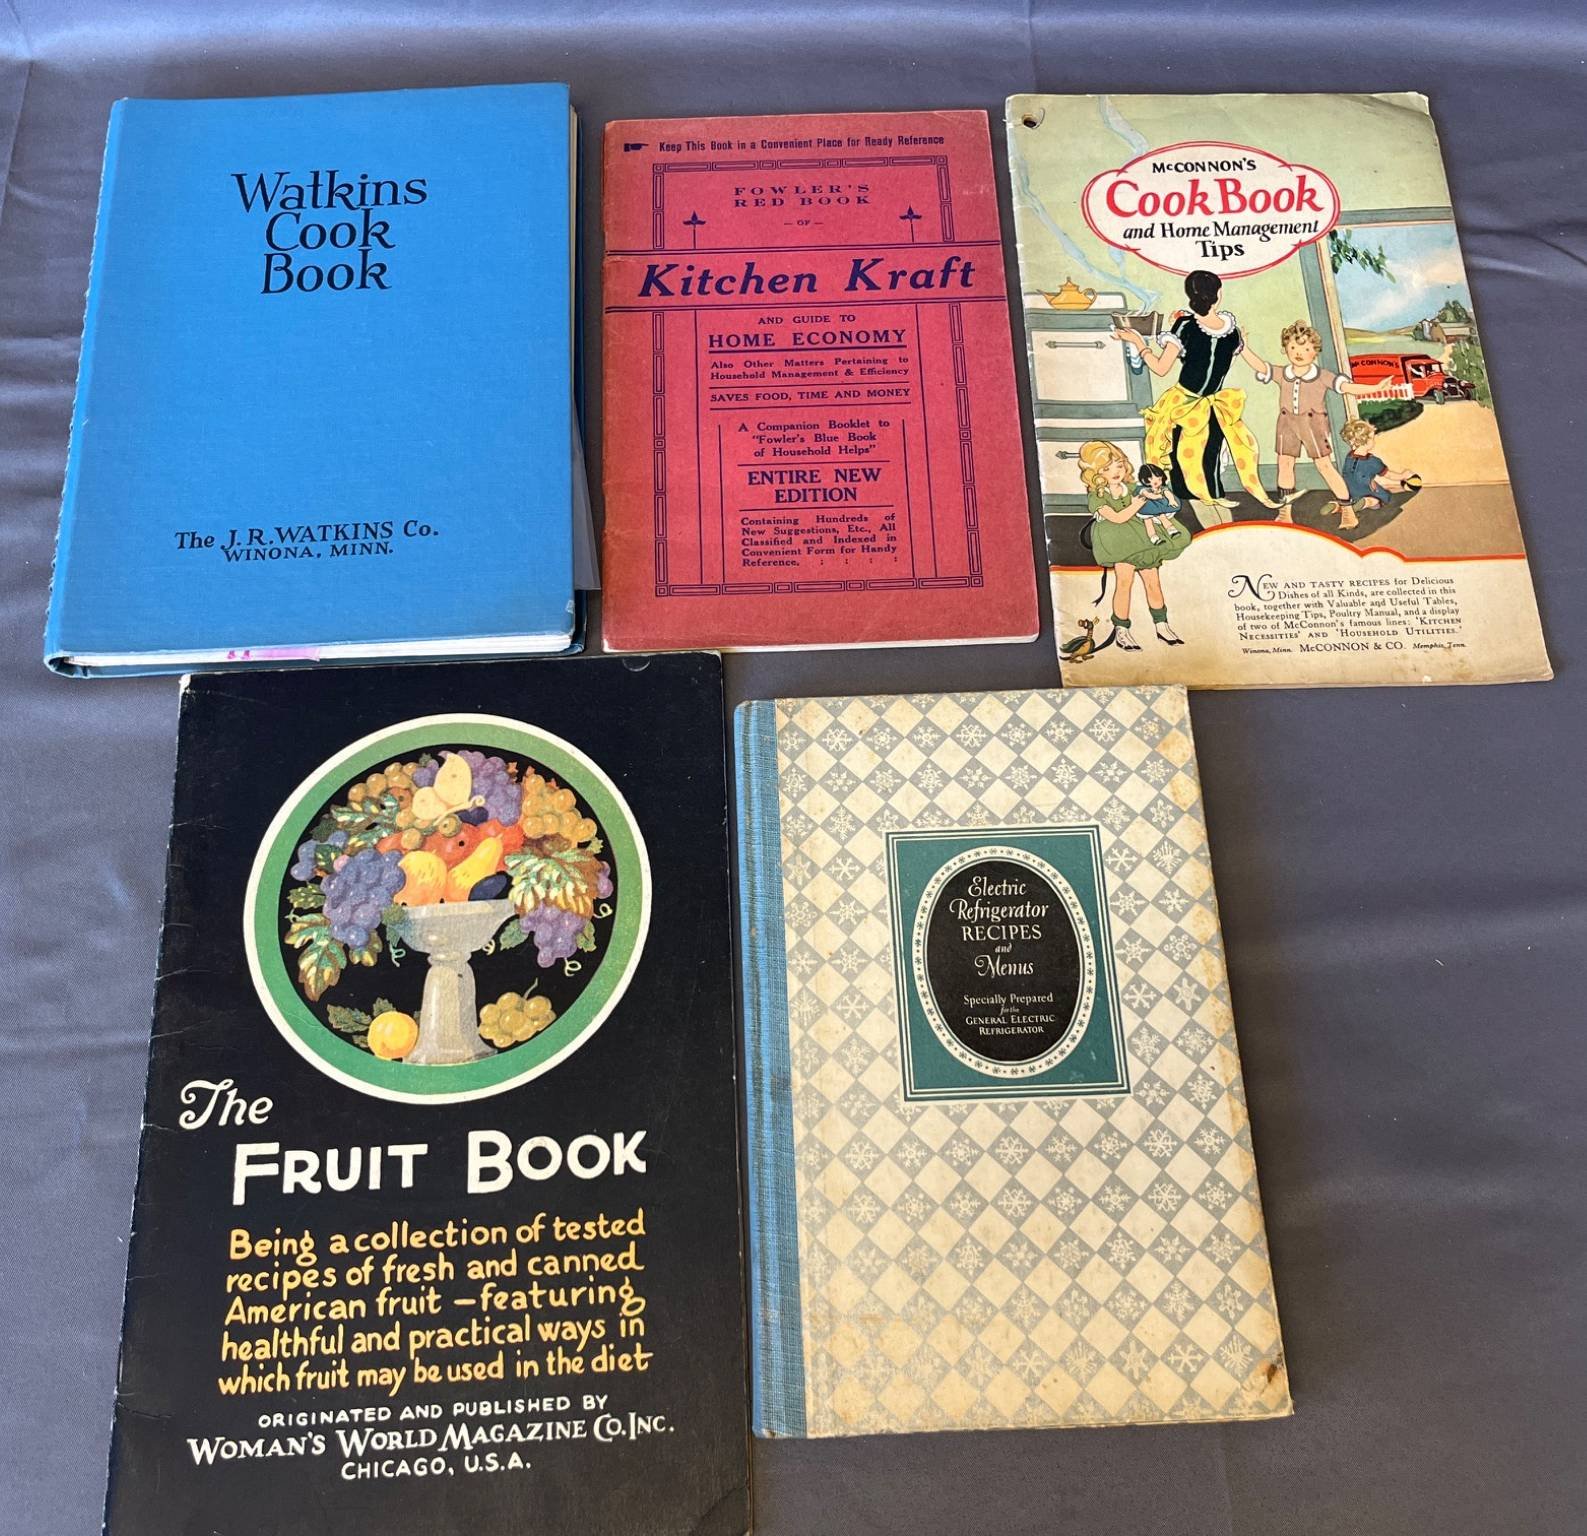 Watkins
Cook
Book
The J. R. WATKINS Co.
WINONA, MINN.
Keep This Book in a Convenient Place for Ready Reference
FOWLER'S
RED BOOK
— OF —
Kitchen Kraft
AND GUIDE TO
HOME ECONOMY
Also Other Matters Pertaining to
Household Management & Efficiency
SAVES FOOD, TIME AND MONEY
A Companion Booklet to
"Fowler's Blue Book
of Household Helps"
ENTIRE NEW
EDITION
Containing Hundreds of
New Suggestions, Etc., All
Classified and Indexed in
Convenient Form for Handy
Reference. : : : :
McCONNON'S
Cook Book
and Home Management
Tips
McCONNON'S
NEW AND TASTY RECIPES for Delicious
Dishes of all Kinds, are collected in this
book, together with Valuable and Useful Tables,
Housekeeping Tips, Poultry Manual, and a display
of two of McConnon's famous lines: 'KITCHEN
NECESSITIES' AND 'HOUSEHOLD UTILITIES.'
Winona, Minn. McCONNON & CO. Memphis, Tenn.
The
FRUIT BOOK
Being a collection of tested
recipes of fresh and canned
American fruit – featuring
healthful and practical ways in
which fruit may be used in the diet
ORIGINATED AND PUBLISHED BY
WOMAN'S WORLD MAGAZINE CO. INC.
CHICAGO, U.S.A.
Electric
Refrigerator
RECIPES
and
Menus
Specially Prepared
for the
GENERAL ELECTRIC
REFRIGERATOR